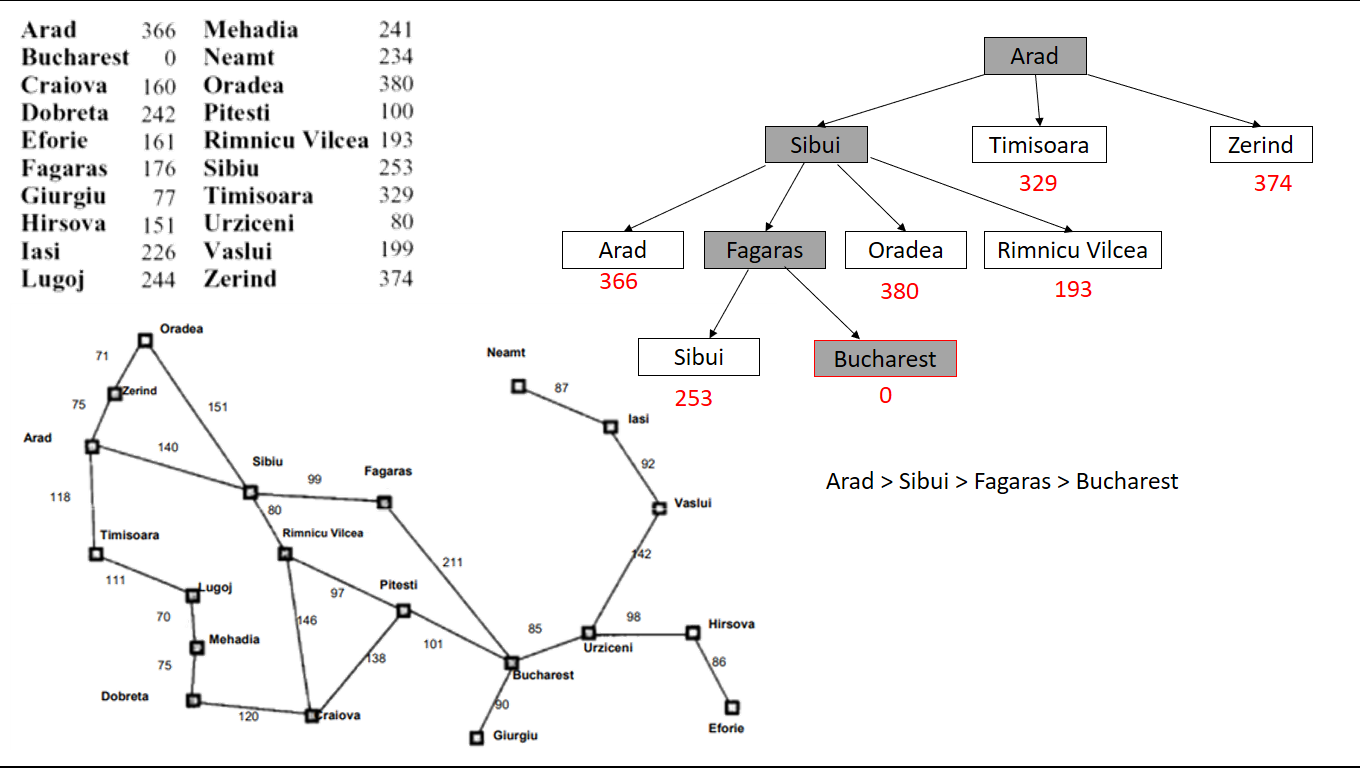 Arad 366 Mehadia 241
Bucharest 0 Neamt 234
Craiova 160 Oradea 380
Dobreta 242 Pitesti 100
Eforie 161 Rimnicu Vilcea 193
Fagaras 176 Sibiu 253
Giurgiu 77 Timisoara 329
Hirsova 151 Urziceni 80
Iasi 226 Vaslui 199
Lugoj 244 Zerind 374
Arad
Sibui Timisoara Zerind
329 374
Arad Fagaras Oradea Rimnicu Vilcea
366 380 193
Sibui Bucharest
253 0
Arad > Sibui > Fagaras > Bucharest
Oradea
71
Zerind
75
151
Arad
140
Sibiu
99
Fagaras
118
80
Timisoara
Rimnicu Vilcea
111
Lugoj
97
Pitesti
211
70
146
Mehadia
138
101
75
Dobreta
120
Craiova
Neamt
87
Iasi
92
Vaslui
142
85
98
Hirsova
Urziceni
86
Bucharest
90
Giurgiu
Eforie